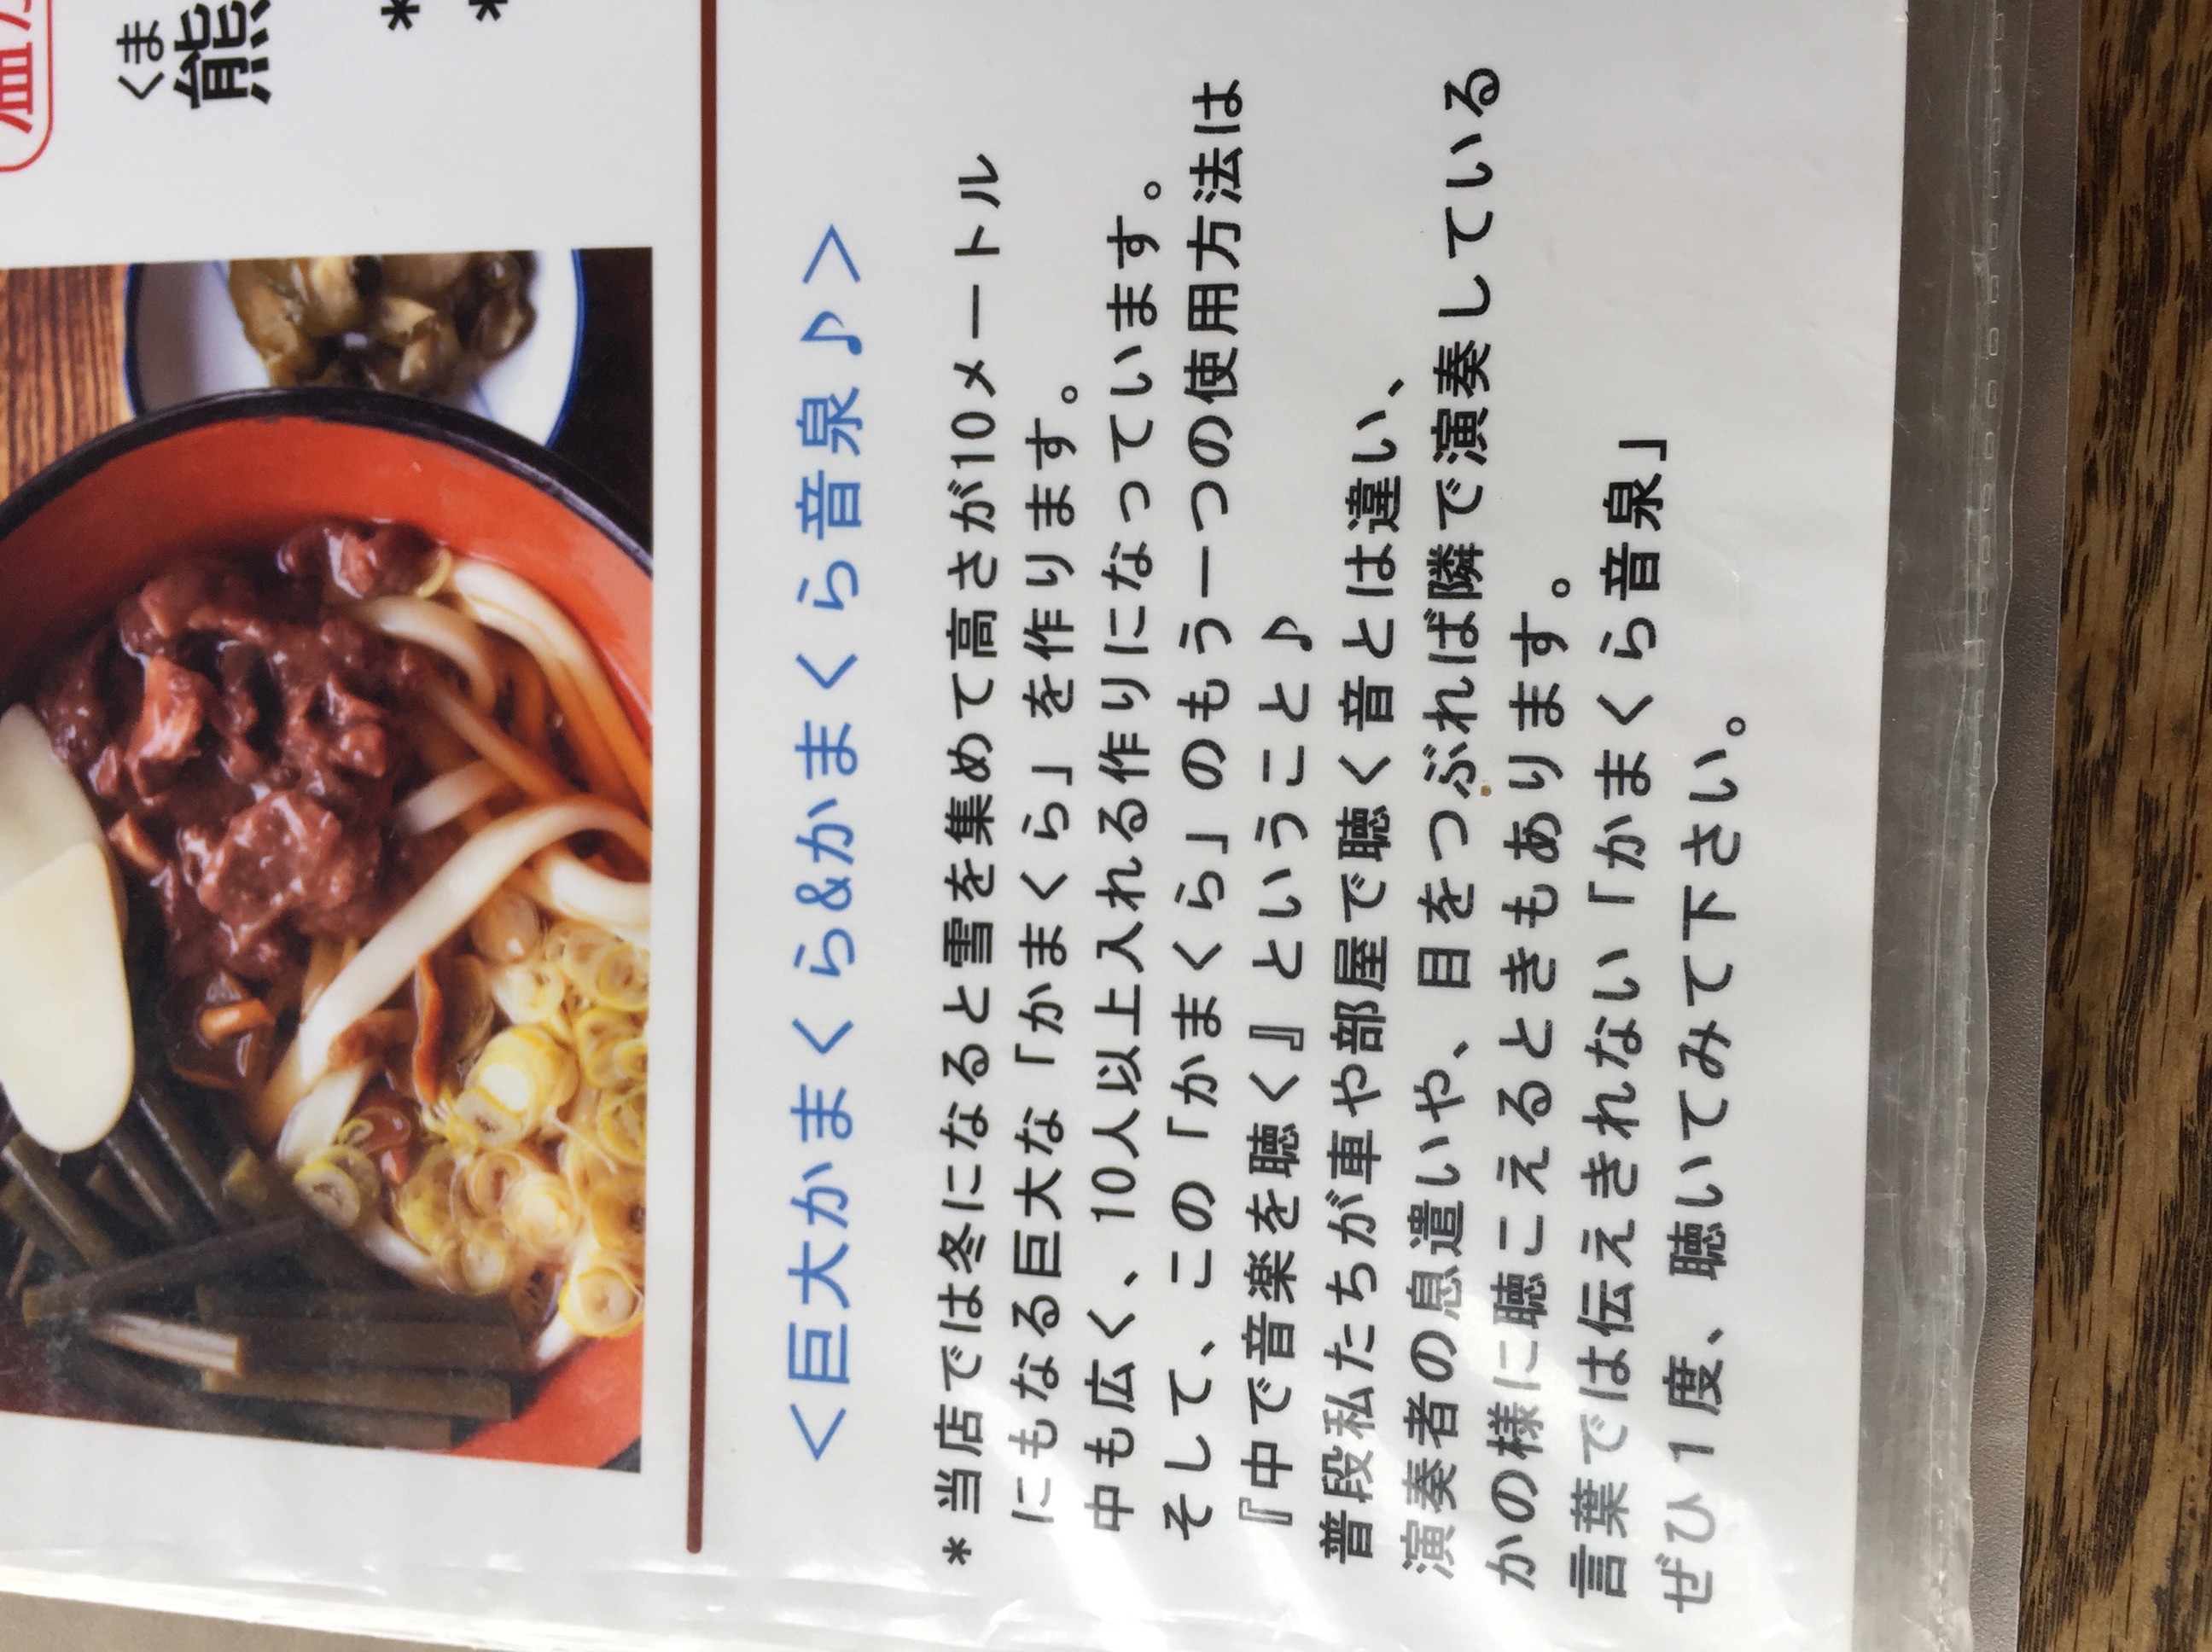 くま
熊
*
*
＜巨大かまくら&かまくら音泉♪＞
*当店では冬になると雪を集めて高さが10メートル
にもなる巨大な「かまくら」を作ります。
中も広く、10人以上入れる作りになっています。
そして、この「かまくら」のもう一つの使用方法は
『中で音楽を聴く』ということ♪
普段私たちが車や部屋で聴く音とは違い、
演奏者の息遣いや、目をつぶれば隣で演奏している
かの様に聴こえるときもあります。
言葉では伝えきれない「かまくら音泉」
ぜひ１度、聴いてみて下さい。